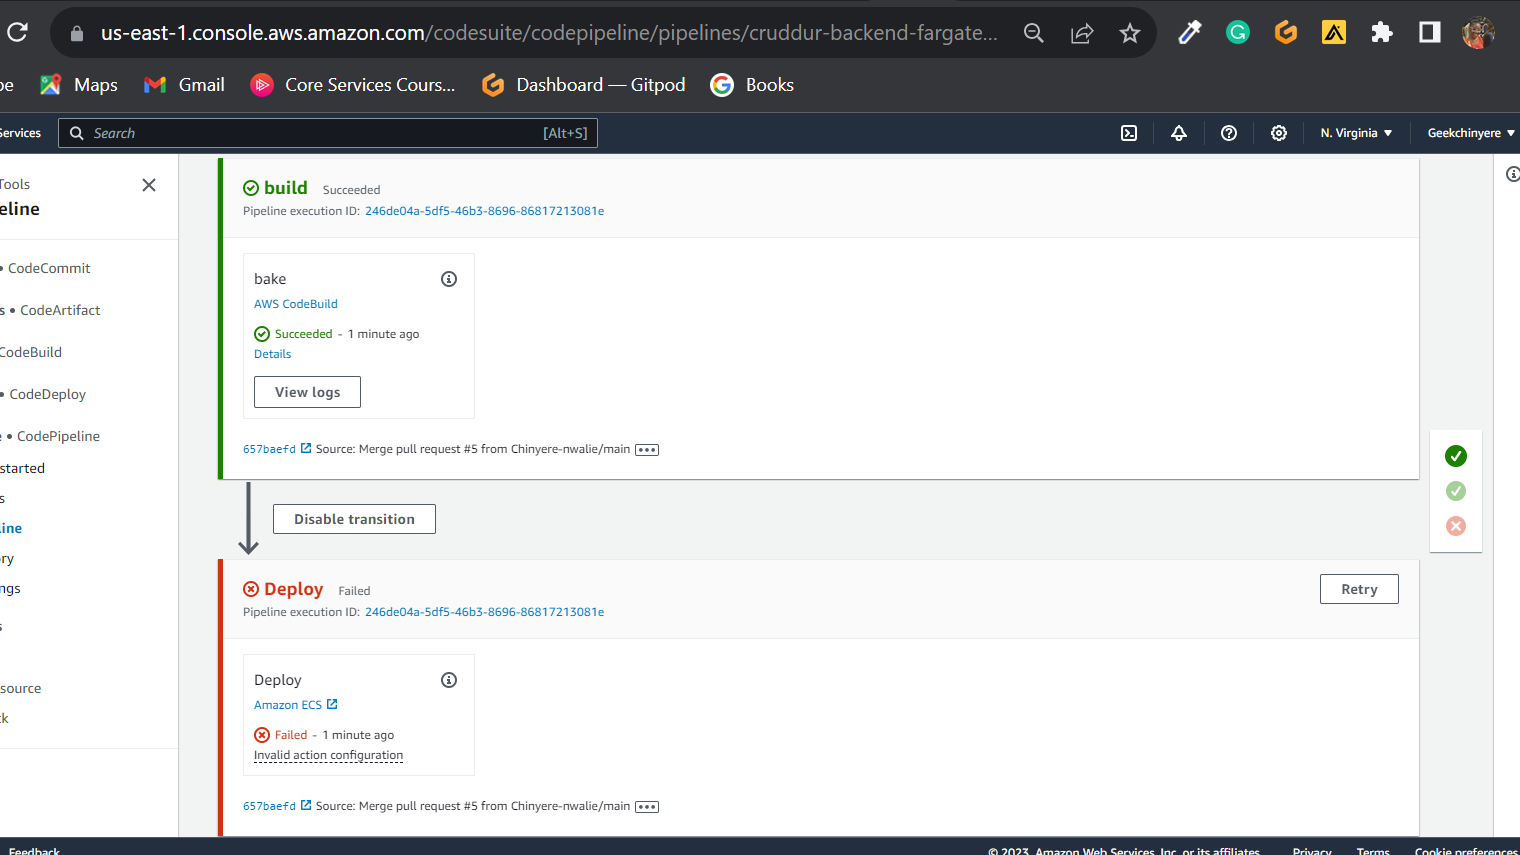 us-east-1.console.aws.amazon.com/codesuite/codepipeline/pipelines/cruddur-backend-fargate...
be Maps Gmail Core Services Cours... Dashboard — Gitpod Books
Services Search [Alt+S] N. Virginia Geekchinyere
Tools
eline
• CodeCommit
s • CodeArtifact
CodeBuild
• CodeDeploy
e • CodePipeline
started
s
line
ry
ngs
s
source
ck
build Succeeded
Pipeline execution ID: 246de04a-5df5-46b3-8696-86817213081e
bake
AWS CodeBuild
Succeeded - 1 minute ago
Details
View logs
657baefd Source: Merge pull request #5 from Chinyere-nwalie/main
Disable transition
Deploy Failed
Retry
Pipeline execution ID: 246de04a-5df5-46b3-8696-86817213081e
Deploy
Amazon ECS
Failed - 1 minute ago
Invalid action configuration
657baefd Source: Merge pull request #5 from Chinyere-nwalie/main
Feedback © 2023, Amazon Web Services, Inc. or its affiliates. Privacy Terms Cookie preferences